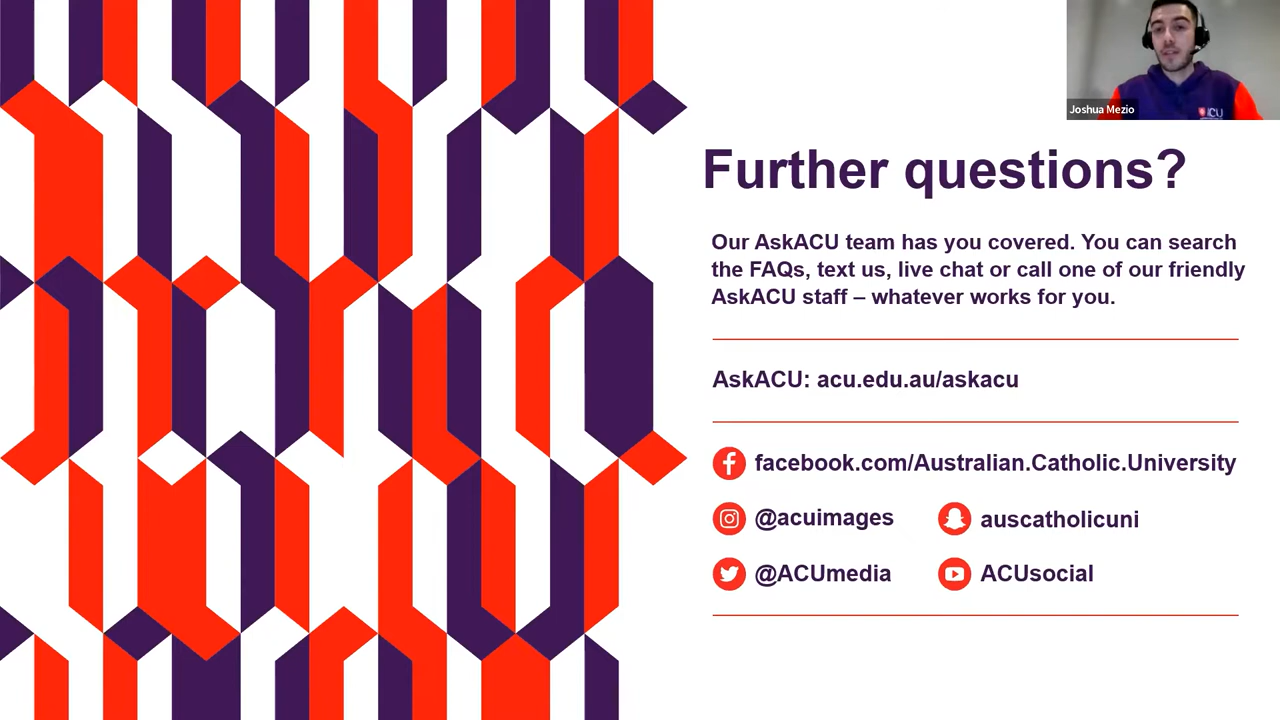 Joshua Mezio
ACU
Further questions?
Our AskACU team has you covered. You can search
the FAQs, text us, live chat or call one of our friendly
AskACU staff – whatever works for you.
AskACU: acu.edu.au/askacu
facebook.com/Australian.Catholic.University
@acuimages
auscatholicuni
@ACUmedia
ACUsocial